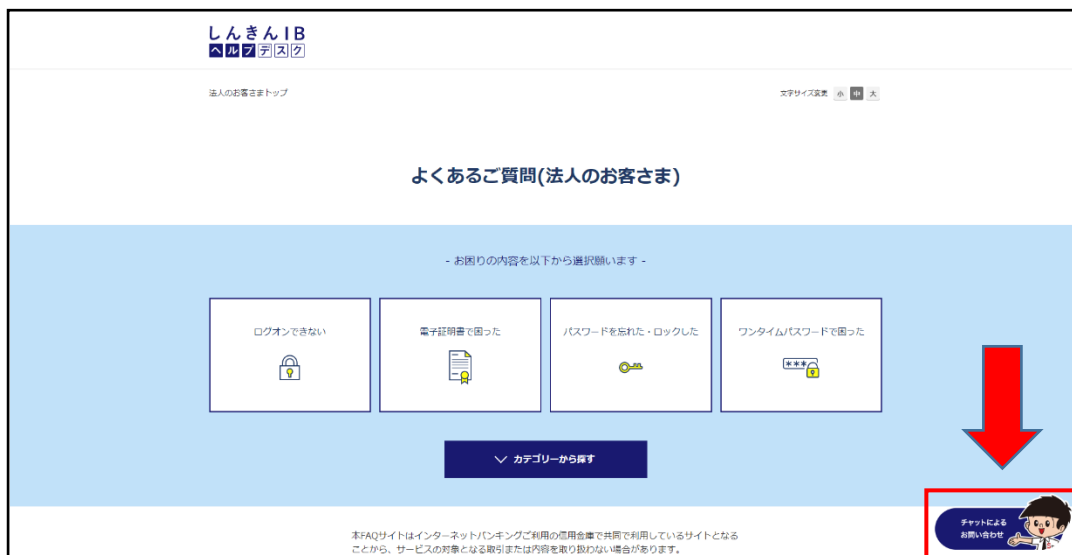 しんきんIB
ヘルプデスク
法人のお客さまトップ
文字サイズ変更 小 中 大
よくあるご質問(法人のお客さま)
- お困りの内容を以下から選択願います -
ログオンできない
電子証明書で困った
パスワードを忘れた・ロックした
ワンタイムパスワードで困った
***
カテゴリーから探す
チャットによる
お問い合わせ
本FAQサイトはインターネットバンキングご利用の信用金庫で共同で利用しているサイトとなる
ことから、サービスの対象となる取引または内容を取り扱わない場合があります。